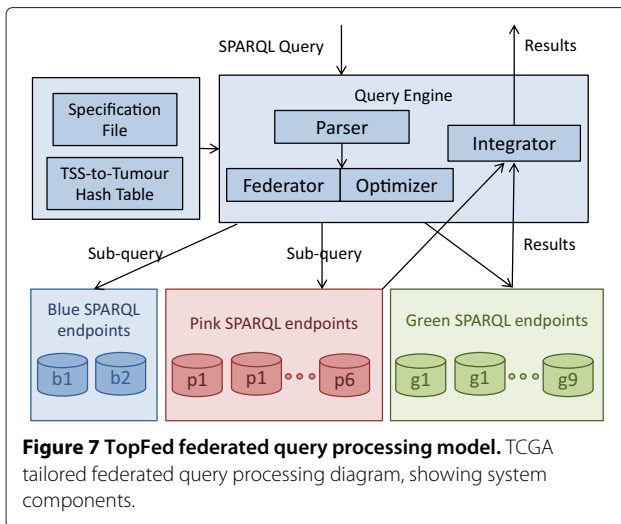 SPARQL Query
Results
Query Engine
Specification
File
TSS-to-Tumour
Hash Table
Parser
Federator
Optimizer
Integrator
Sub-query
Sub-query
Results
Blue SPARQL
endpoints
b1
b2
Pink SPARQL endpoints
p1
p1
p6
Green SPARQL endpoints
g1
g1
g9
Figure 7 TopFed federated query processing model. TCGA
tailored federated query processing diagram, showing system
components.